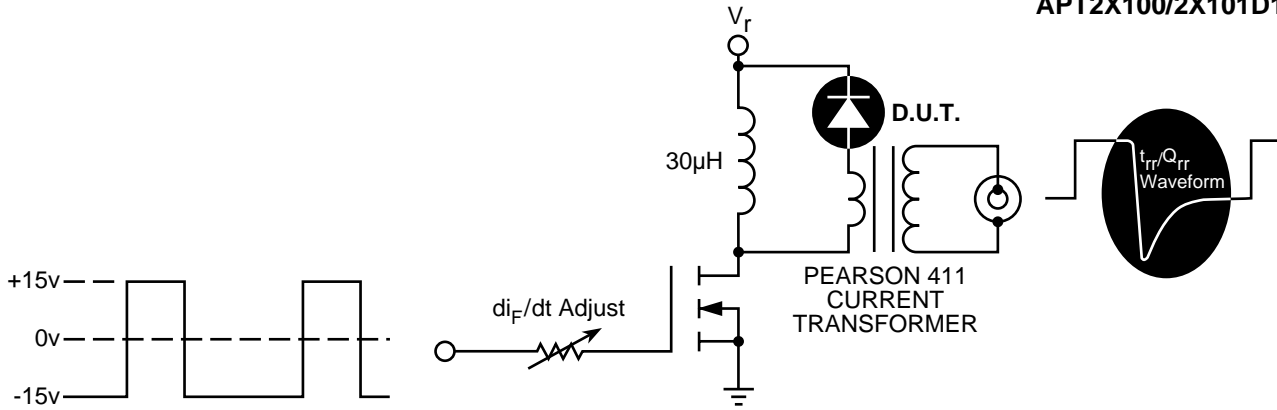 APT2X100/2X101D1
Vr
D.U.T.
30µH
trr/Qrr
Waveform
+15v
0v
-15v
diF/dt Adjust
PEARSON 411
CURRENT
TRANSFORMER